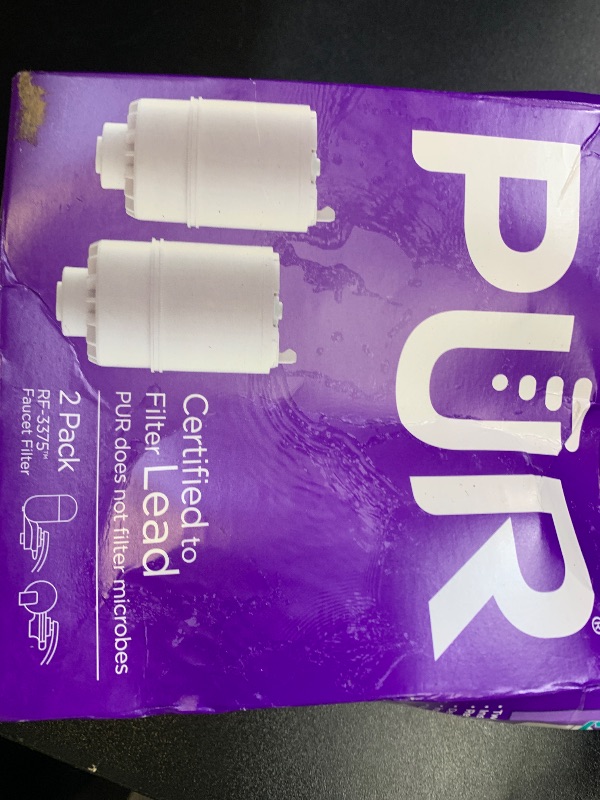 PUR®
Certified to
Filter Lead
PUR does not filter microbes
2 Pack
RF-3375™
Faucet Filter